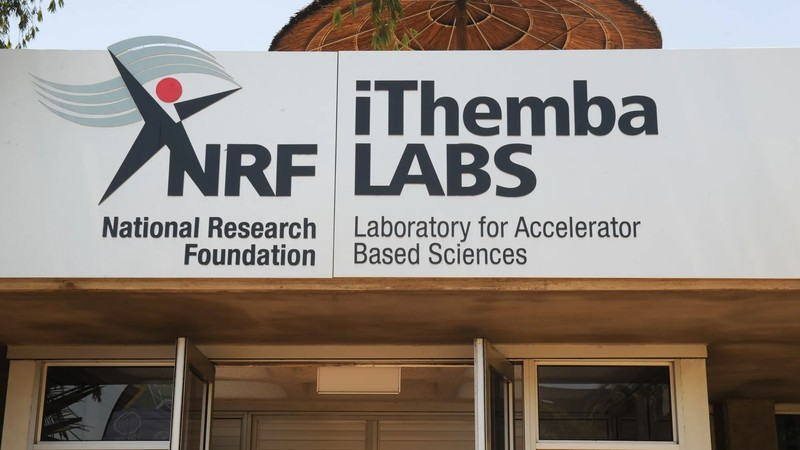 NRF
National Research
Foundation
iThemba
LABS
Laboratory for Accelerator
Based Sciences